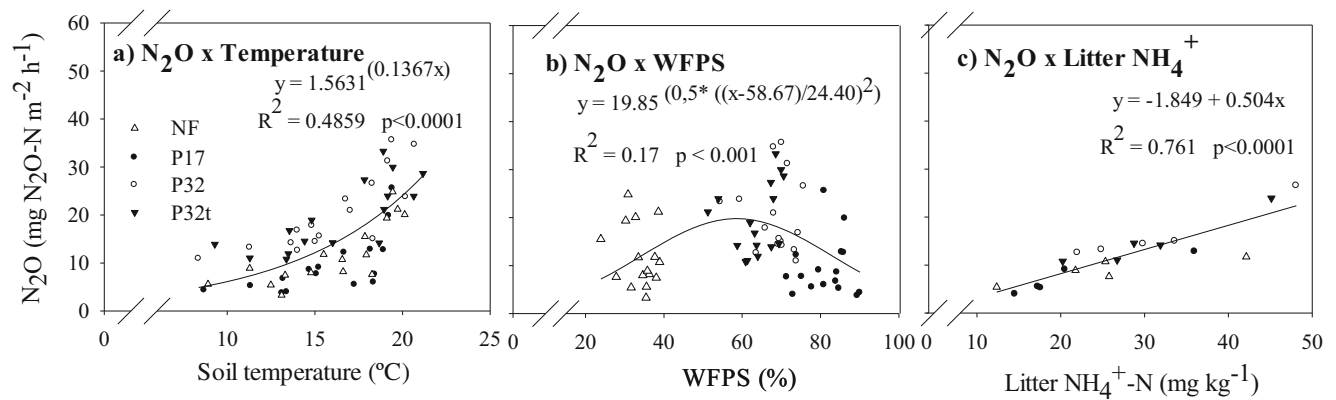 a) N₂O x Temperature
y = 1.5631^(0.1367x)
R² = 0.4859 p<0.0001
NF
P17
P32
P32t
60
50
40
30
20
10
0
N₂O (mg N₂O-N m⁻² h⁻¹)
0 10 15 20 25
Soil temperature (ºC)
b) N₂O x WFPS
y = 19.85^(0,5* ((x-58.67)/24.40)²)
R² = 0.17 p < 0.001
0 20 40 60 80 100
WFPS (%)
c) N₂O x Litter NH₄⁺
y = -1.849 + 0.504x
R² = 0.761 p<0.0001
0 10 20 30 40 50
Litter NH₄⁺-N (mg kg⁻¹)